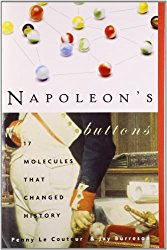 NAPOLEON'S
buttons
17
MOLECULES
THAT
CHANGED
HISTORY
Penny Le Couteur & Jay Burreson